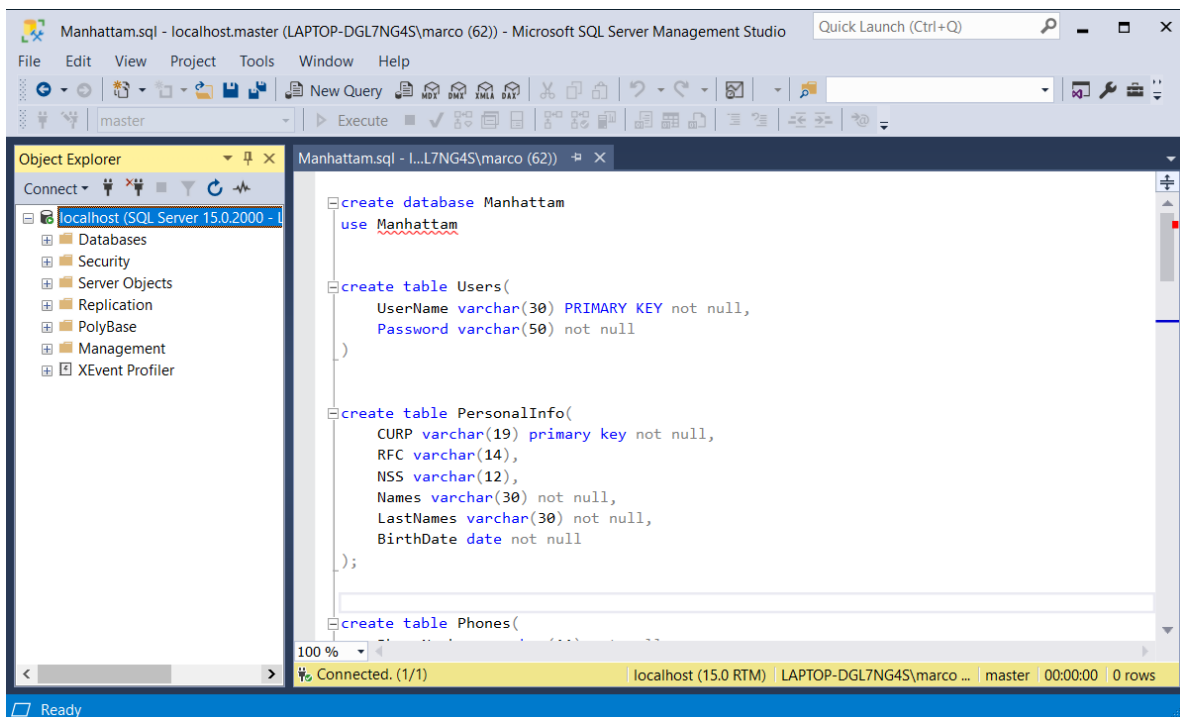 Manhattam.sql - localhost.master (LAPTOP-DGL7NG4S\marco (62)) - Microsoft SQL Server Management Studio
Quick Launch (Ctrl+Q)
File Edit View Project Tools Window Help
New Query MDX DMX XMLA DAX
master Execute
Object Explorer
Connect
localhost (SQL Server 15.0.2000 - L
Databases
Security
Server Objects
Replication
PolyBase
Management
XEvent Profiler
Manhattam.sql - l...L7NG4S\marco (62))
create database Manhattam
use Manhattam
create table Users(
UserName varchar(30) PRIMARY KEY not null,
Password varchar(50) not null
)
create table PersonalInfo(
CURP varchar(19) primary key not null,
RFC varchar(14),
NSS varchar(12),
Names varchar(30) not null,
LastNames varchar(30) not null,
BirthDate date not null
);
create table Phones(
100 %
Connected. (1/1)
localhost (15.0 RTM) LAPTOP-DGL7NG4S\marco ... master 00:00:00 0 rows
Ready